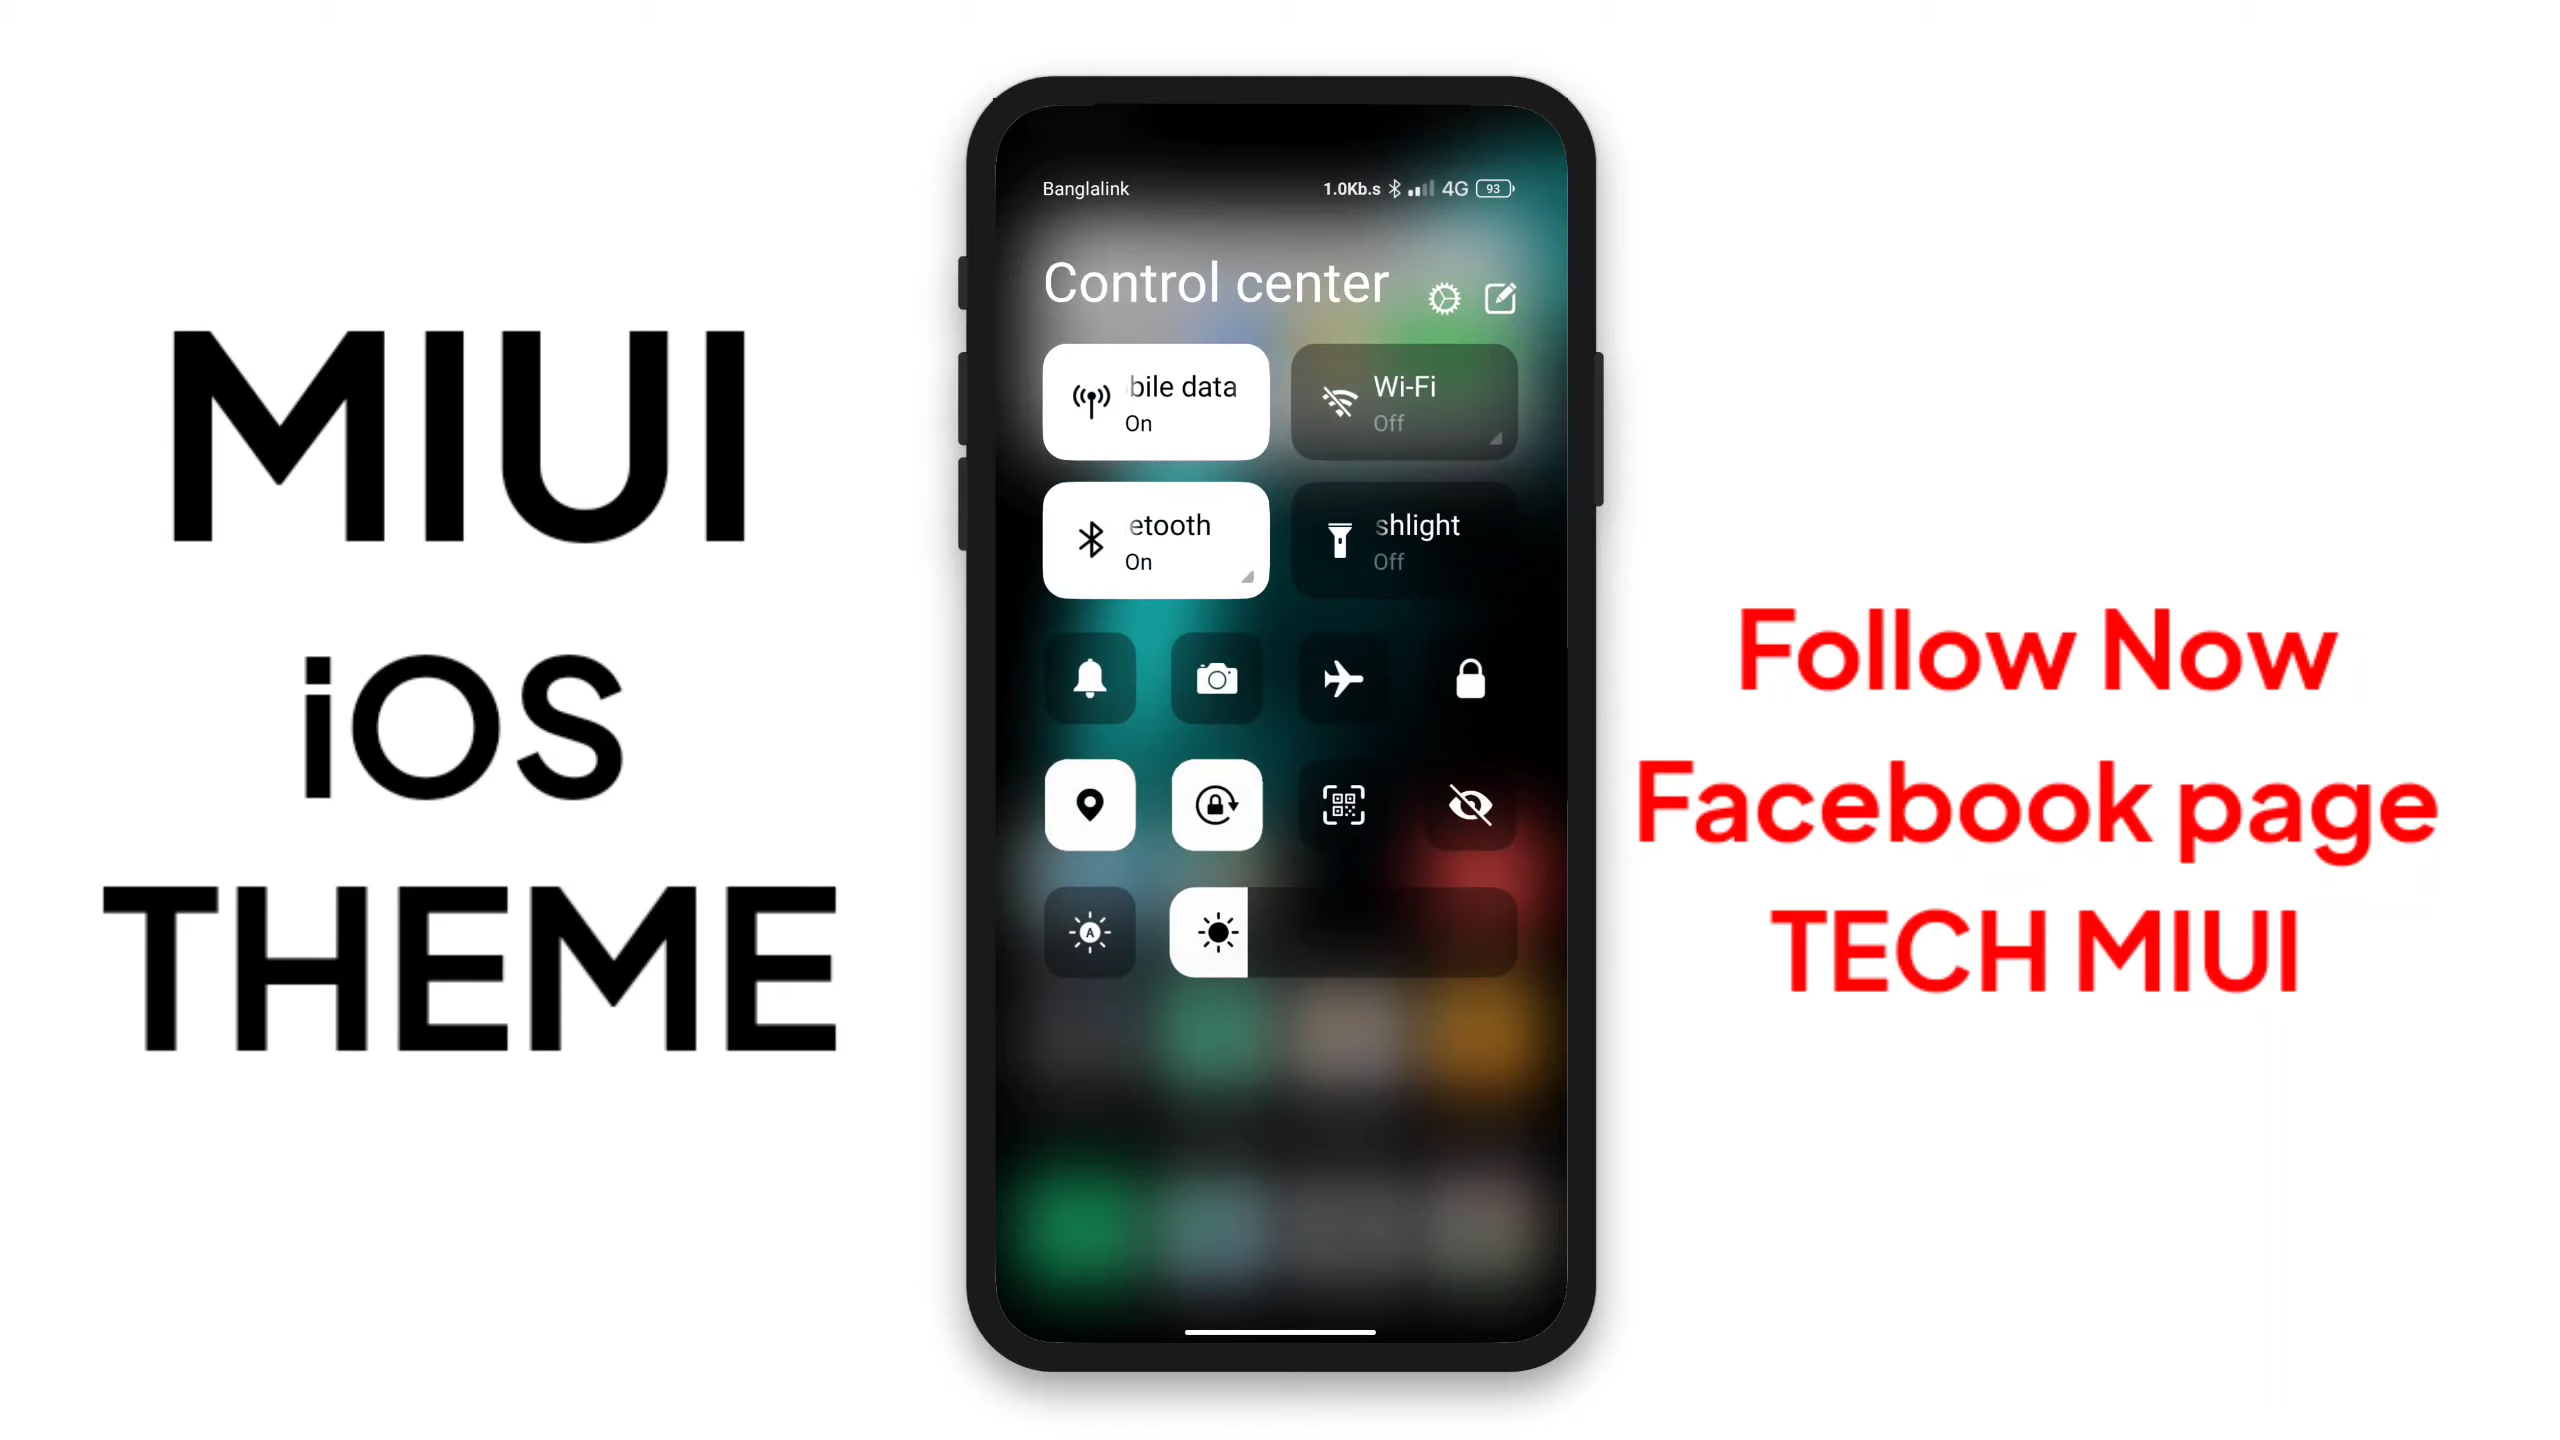 MIUI
iOS
THEME
Banglalink
1.0Kb.s 4G 93
Control center
bile data
On
Wi-Fi
Off
etooth
On
shlight
Off
A
Follow Now
Facebook page
TECH MIUI